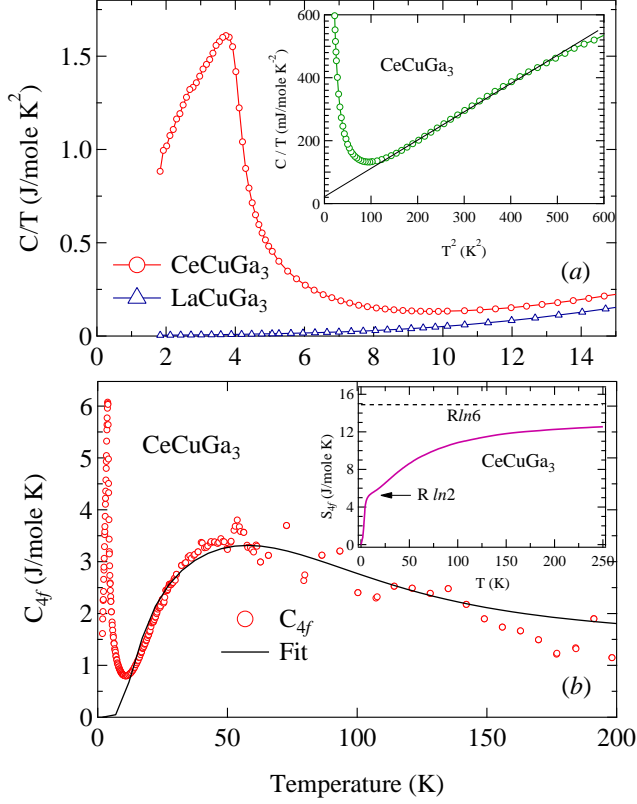 1.5
1.0
0.5
0
C/T (J/mole K²)
600
400
200
0
C / T (mJ/mole K⁻²)
CeCuGa₃
0 100 200 300 400 500 600
T² (K²)
CeCuGa₃
LaCuGa₃
(a)
0 2 4 6 8 10 12 14
6
5
4
3
2
1
0
C₄f (J/mole K)
CeCuGa₃
16
12
8
4
0
S₄f (J/mole K)
Rln6
CeCuGa₃
R ln2
0 50 100 150 200 250
T (K)
C₄f
Fit
(b)
0 50 100 150 200
Temperature (K)